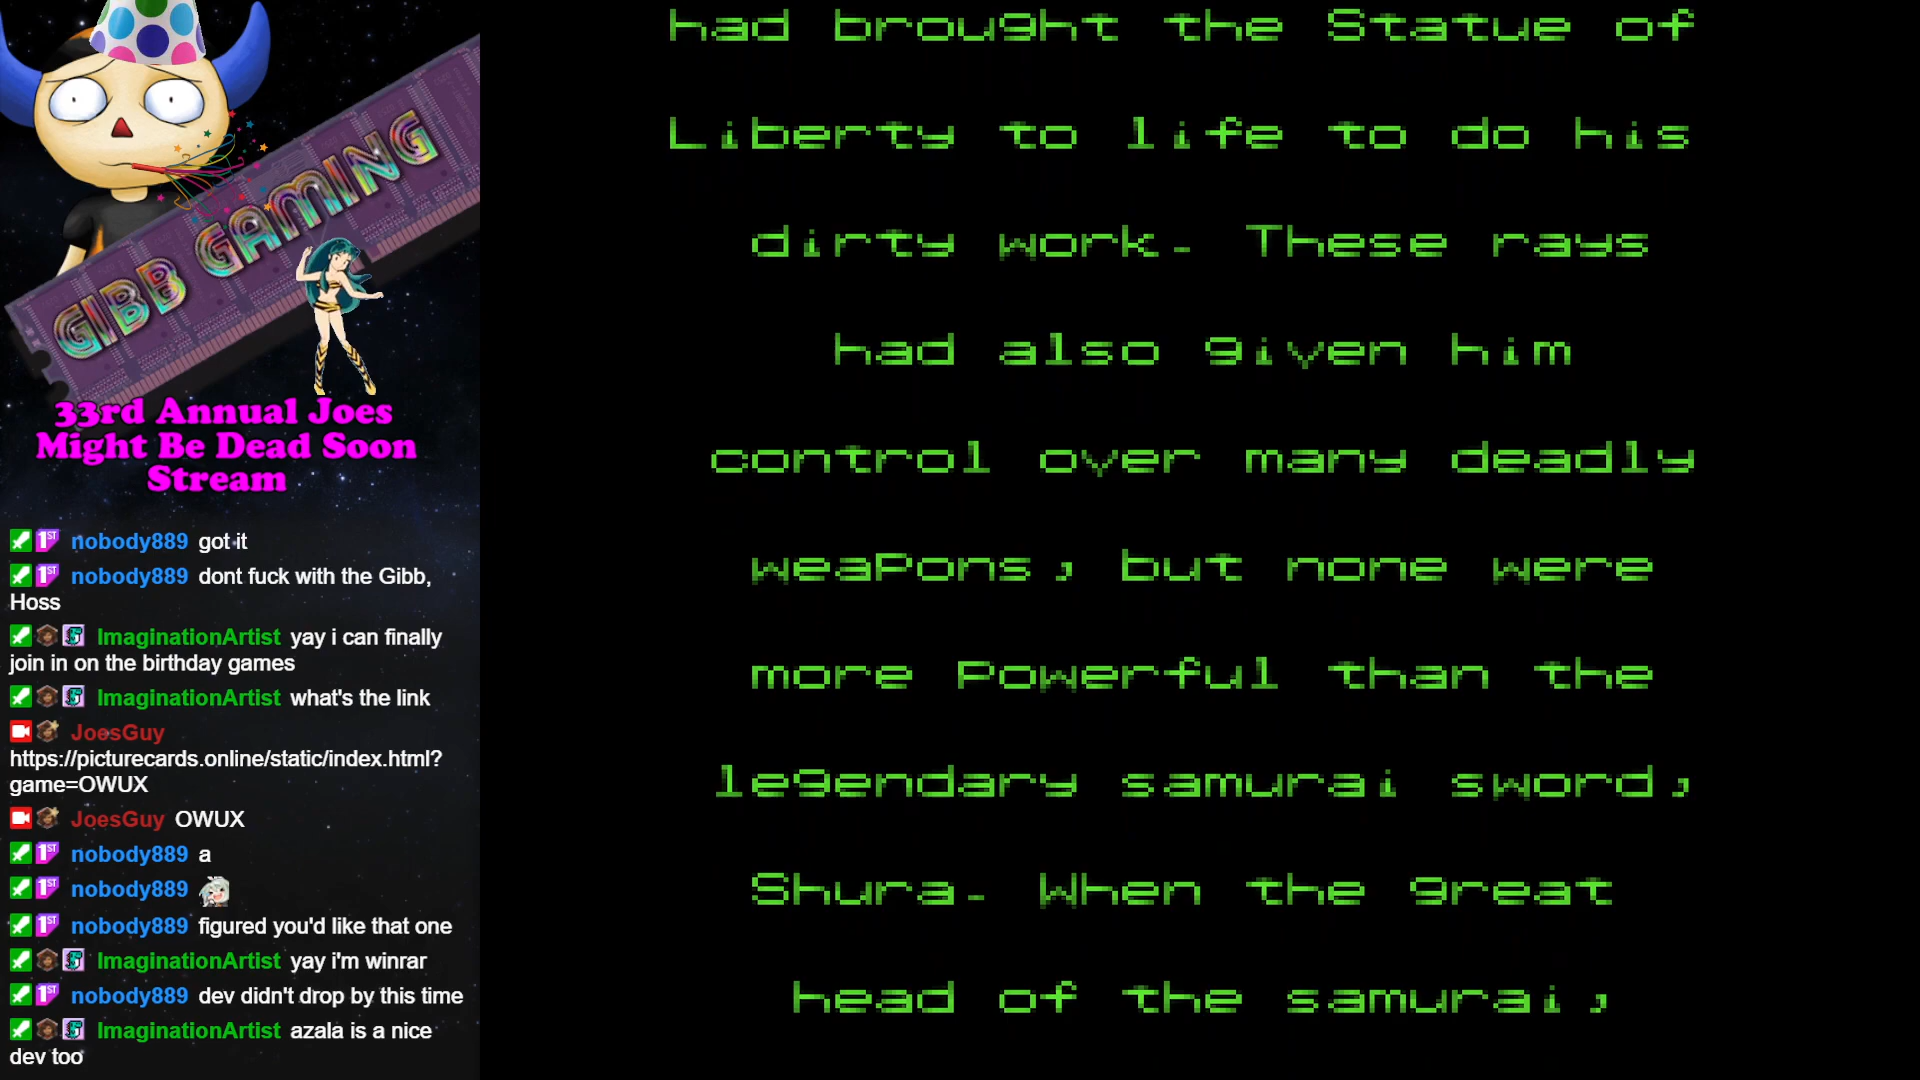 GIBB GAMING
33rd Annual Joes
Might Be Dead Soon
Stream
nobody889 got it
nobody889 dont fuck with the Gibb,
Hoss
ImaginationArtist yay i can finally
join in on the birthday games
ImaginationArtist what's the link
JoesGuy
https://picturecards.online/static/index.html?
game=OWUX
JoesGuy OWUX
nobody889 a
nobody889
nobody889 figured you'd like that one
ImaginationArtist yay i'm winrar
nobody889 dev didn't drop by this time
ImaginationArtist azala is a nice
dev too
had brought the Statue of
Liberty to life to do his
dirty work. These rays
had also given him
control over many deadly
weapons, but none were
more powerful than the
legendary samurai sword,
Shura. When the great
head of the samurai,